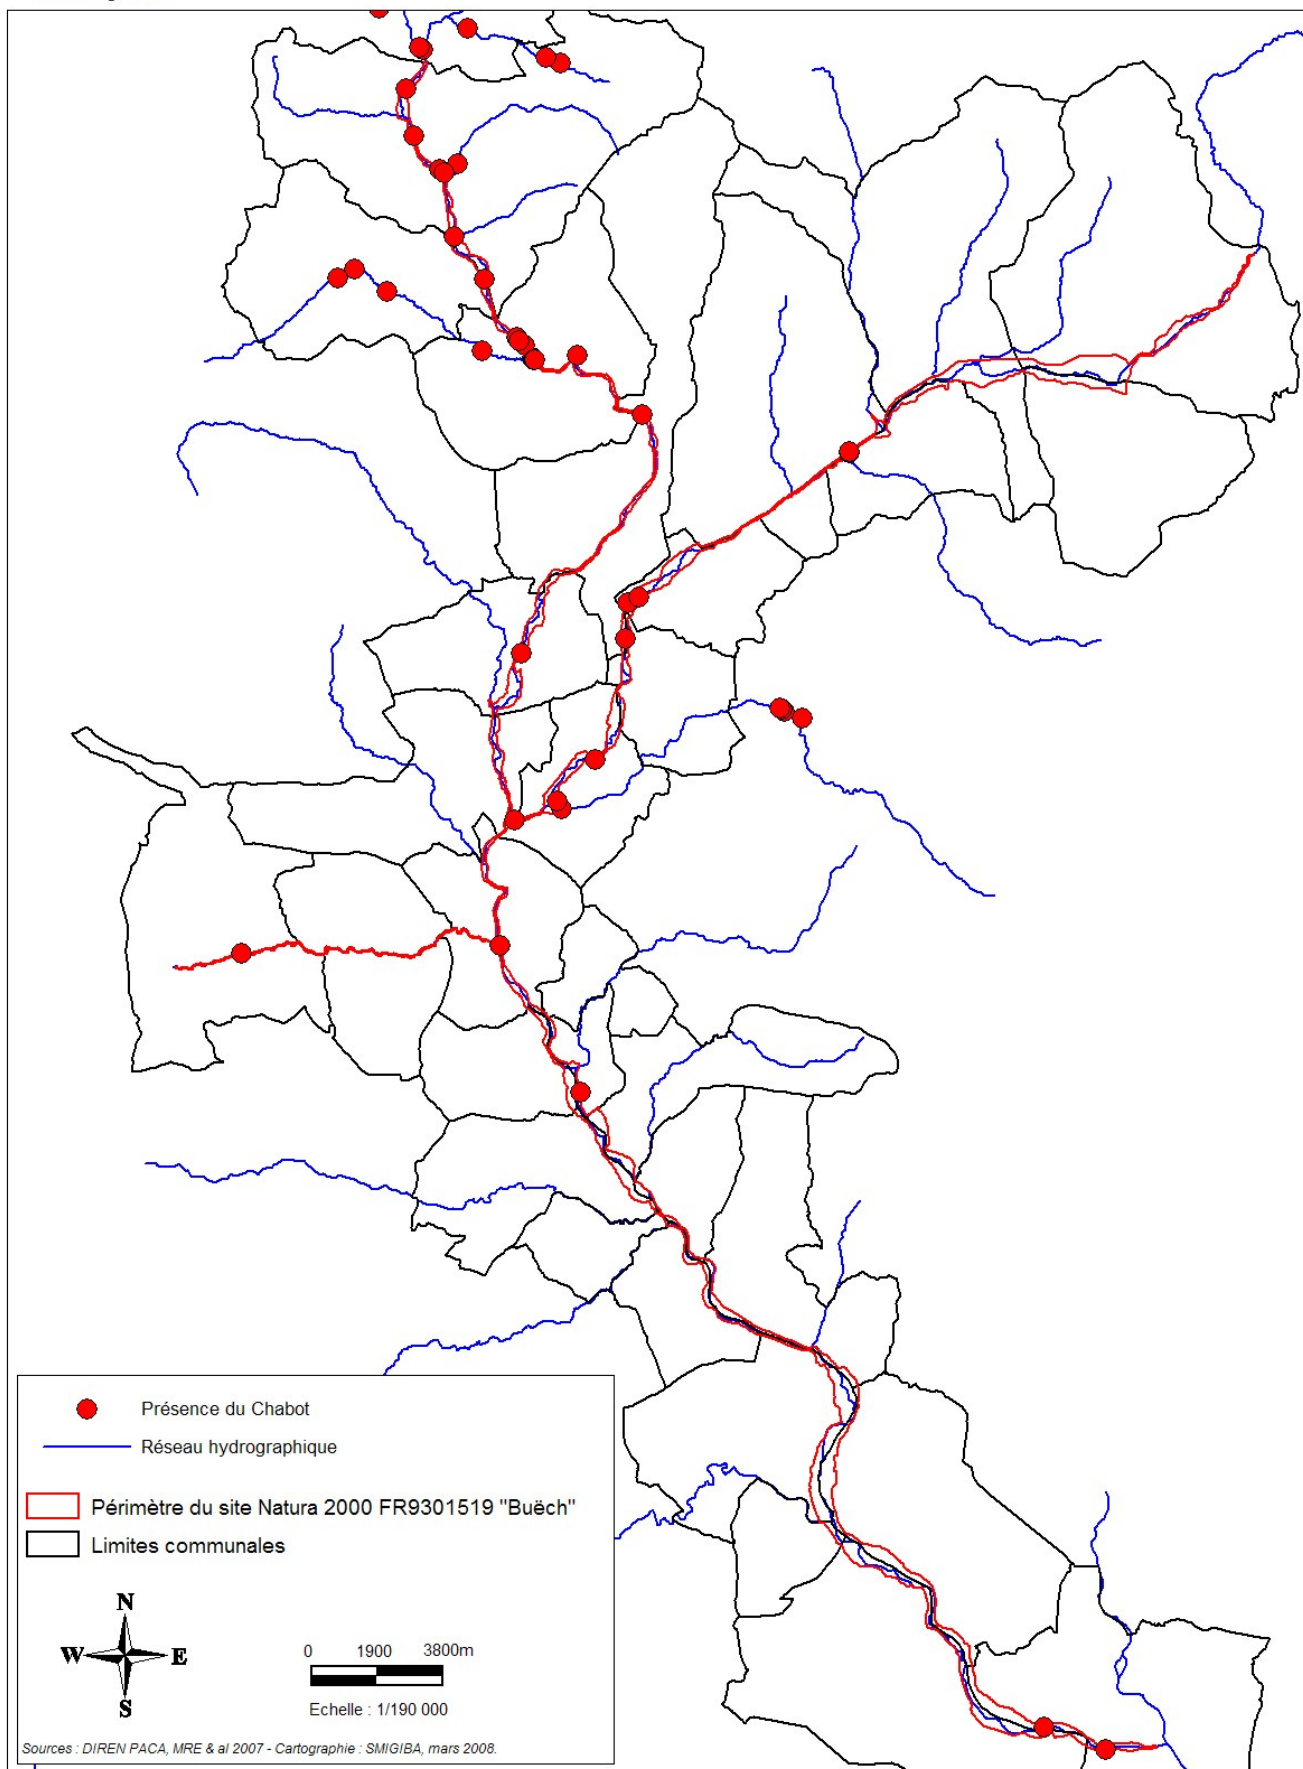 Présence du Chabot
Réseau hydrographique
Périmètre du site Natura 2000 FR9301519 "Buëch"
Limites communales
N
W E
S
0 1900 3800m
Echelle : 1/190 000
Sources : DIREN PACA, MRE & al 2007 - Cartographie : SMIGIBA, mars 2008.